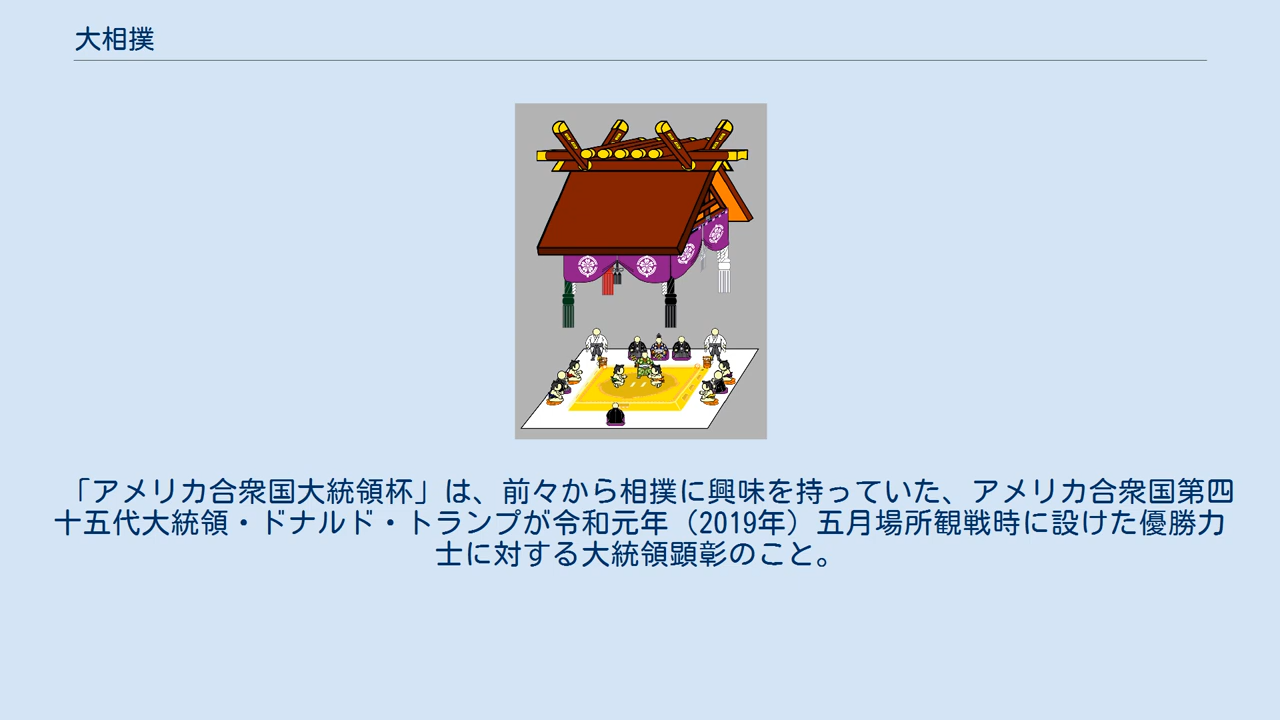 大相撲
「アメリカ合衆国大統領杯」は、前々から相撲に興味を持っていた、アメリカ合衆国第四
十五代大統領・ドナルド・トランプが令和元年（2019年）五月場所観戦時に設けた優勝力
士に対する大統領顕彰のこと。